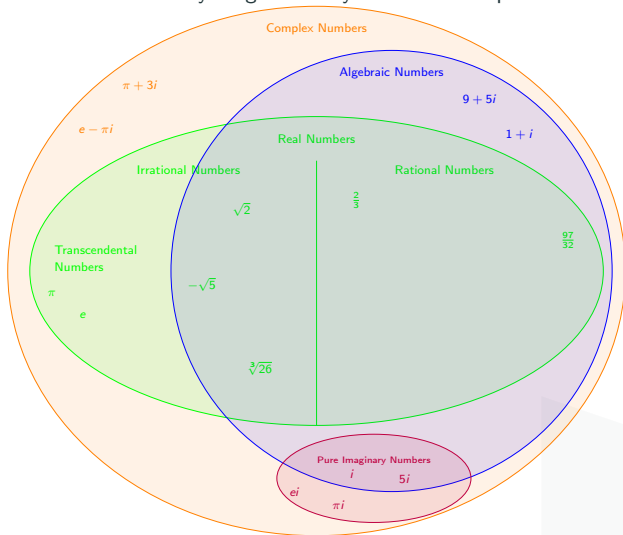 Complex Numbers
Algebraic Numbers
π + 3i
9 + 5i
e − πi
1 + i
Real Numbers
Irrational Numbers
Rational Numbers
√2
2/3
97/32
Transcendental
Numbers
−√5
π
e
∛26
Pure Imaginary Numbers
i
5i
ei
πi